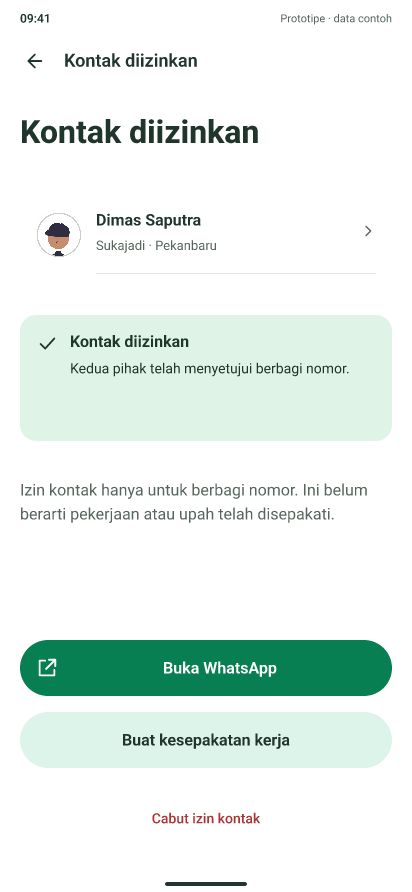 09:41
Prototipe · data contoh
Kontak diizinkan
Kontak diizinkan
Dimas Saputra
Sukajadi · Pekanbaru
Kontak diizinkan
Kedua pihak telah menyetujui berbagi nomor.
Izin kontak hanya untuk berbagi nomor. Ini belum
berarti pekerjaan atau upah telah disepakati.
Buka WhatsApp
Buat kesepakatan kerja
Cabut izin kontak